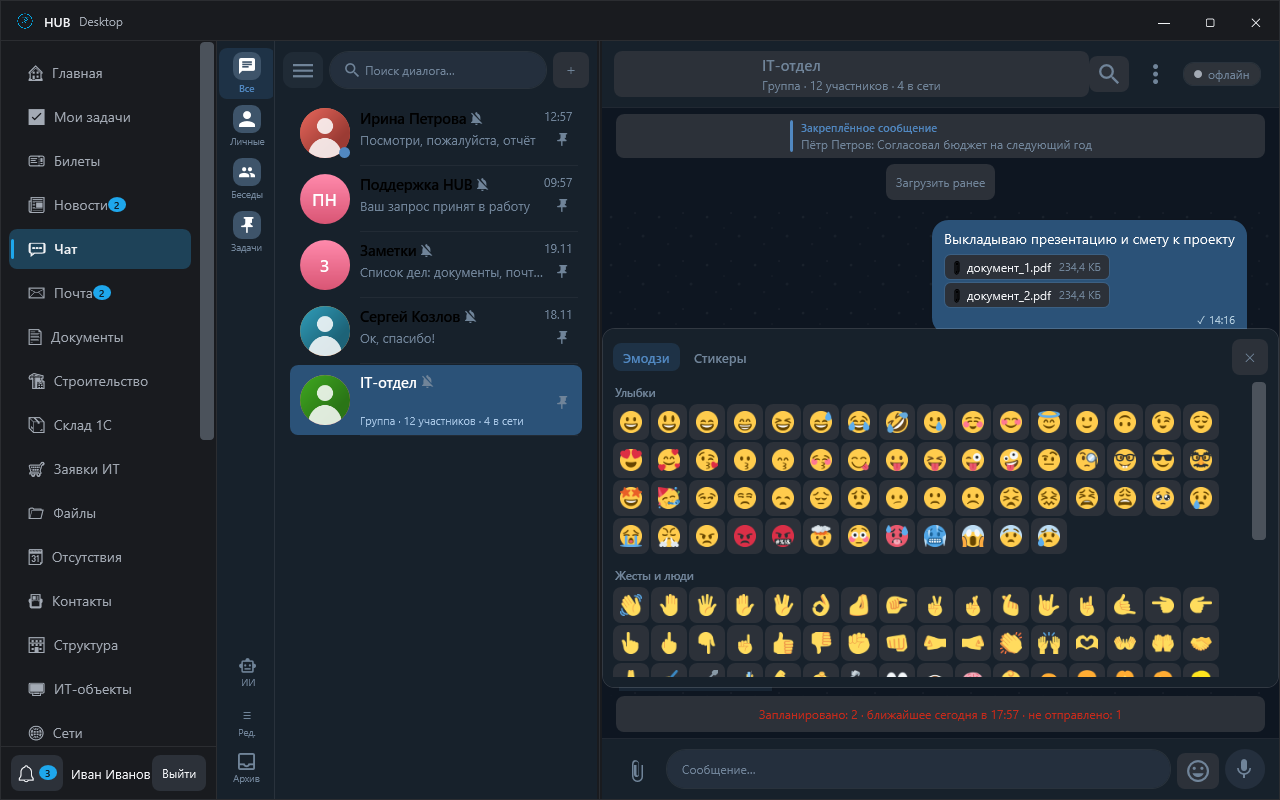 HUB Desktop
Главная
Мои задачи
Билеты
Новости 2
Чат
Почта 2
Документы
Строительство
Склад 1С
Заявки ИТ
Файлы
31 Отсутствия
Контакты
Структура
ИТ-объекты
Сети
3 Иван Иванов Выйти
Все
Личные
Беседы
Задачи
ИИ
Ред.
Архив
Поиск диалога... +
Ирина Петрова 12:57
Посмотри, пожалуйста, отчёт
ПН Поддержка HUB 09:57
Ваш запрос принят в работу
З Заметки 19.11
Список дел: документы, почт...
Сергей Козлов 18.11
Ок, спасибо!
IT-отдел
Группа · 12 участников · 4 в сети
IT-отдел
Группа · 12 участников · 4 в сети
офлайн
Закреплённое сообщение
Пётр Петров: Согласовал бюджет на следующий год
Загрузить ранее
Выкладываю презентацию и смету к проекту
документ_1.pdf 234,4 КБ
документ_2.pdf 234,4 КБ
✓ 14:16
Эмодзи Стикеры
Улыбки
Жесты и люди
Запланировано: 2 · ближайшее сегодня в 17:57 · не отправлено: 1
Сообщение...